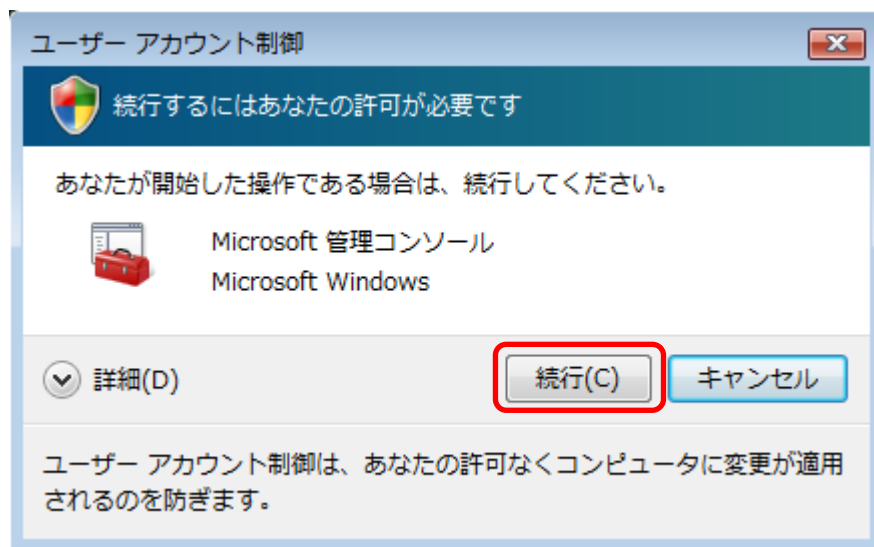 ユーザー アカウント制御
続行するにはあなたの許可が必要です
あなたが開始した操作である場合は、続行してください。
Microsoft 管理コンソール
Microsoft Windows
詳細(D)
続行(C)
キャンセル
ユーザー アカウント制御は、あなたの許可なくコンピュータに変更が適用
されるのを防ぎます。